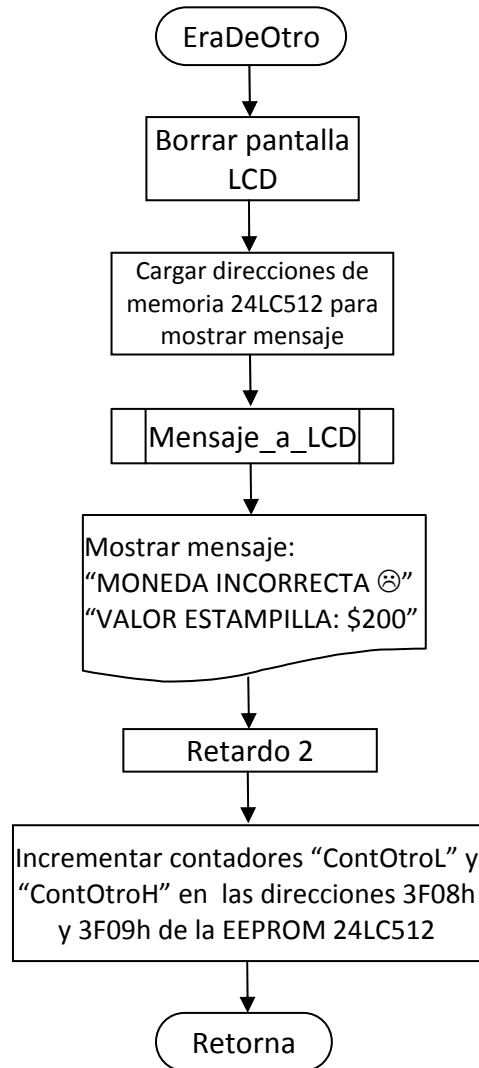 EraDeOtro
Borrar pantalla
LCD
Cargar direcciones de
memoria 24LC512 para
mostrar mensaje
Mensaje_a_LCD
Mostrar mensaje:
“MONEDA INCORRECTA ☹”
“VALOR ESTAMPILLA: $200”
Retardo 2
Incrementar contadores “ContOtroL” y
“ContOtroH” en las direcciones 3F08h
y 3F09h de la EEPROM 24LC512
Retorna